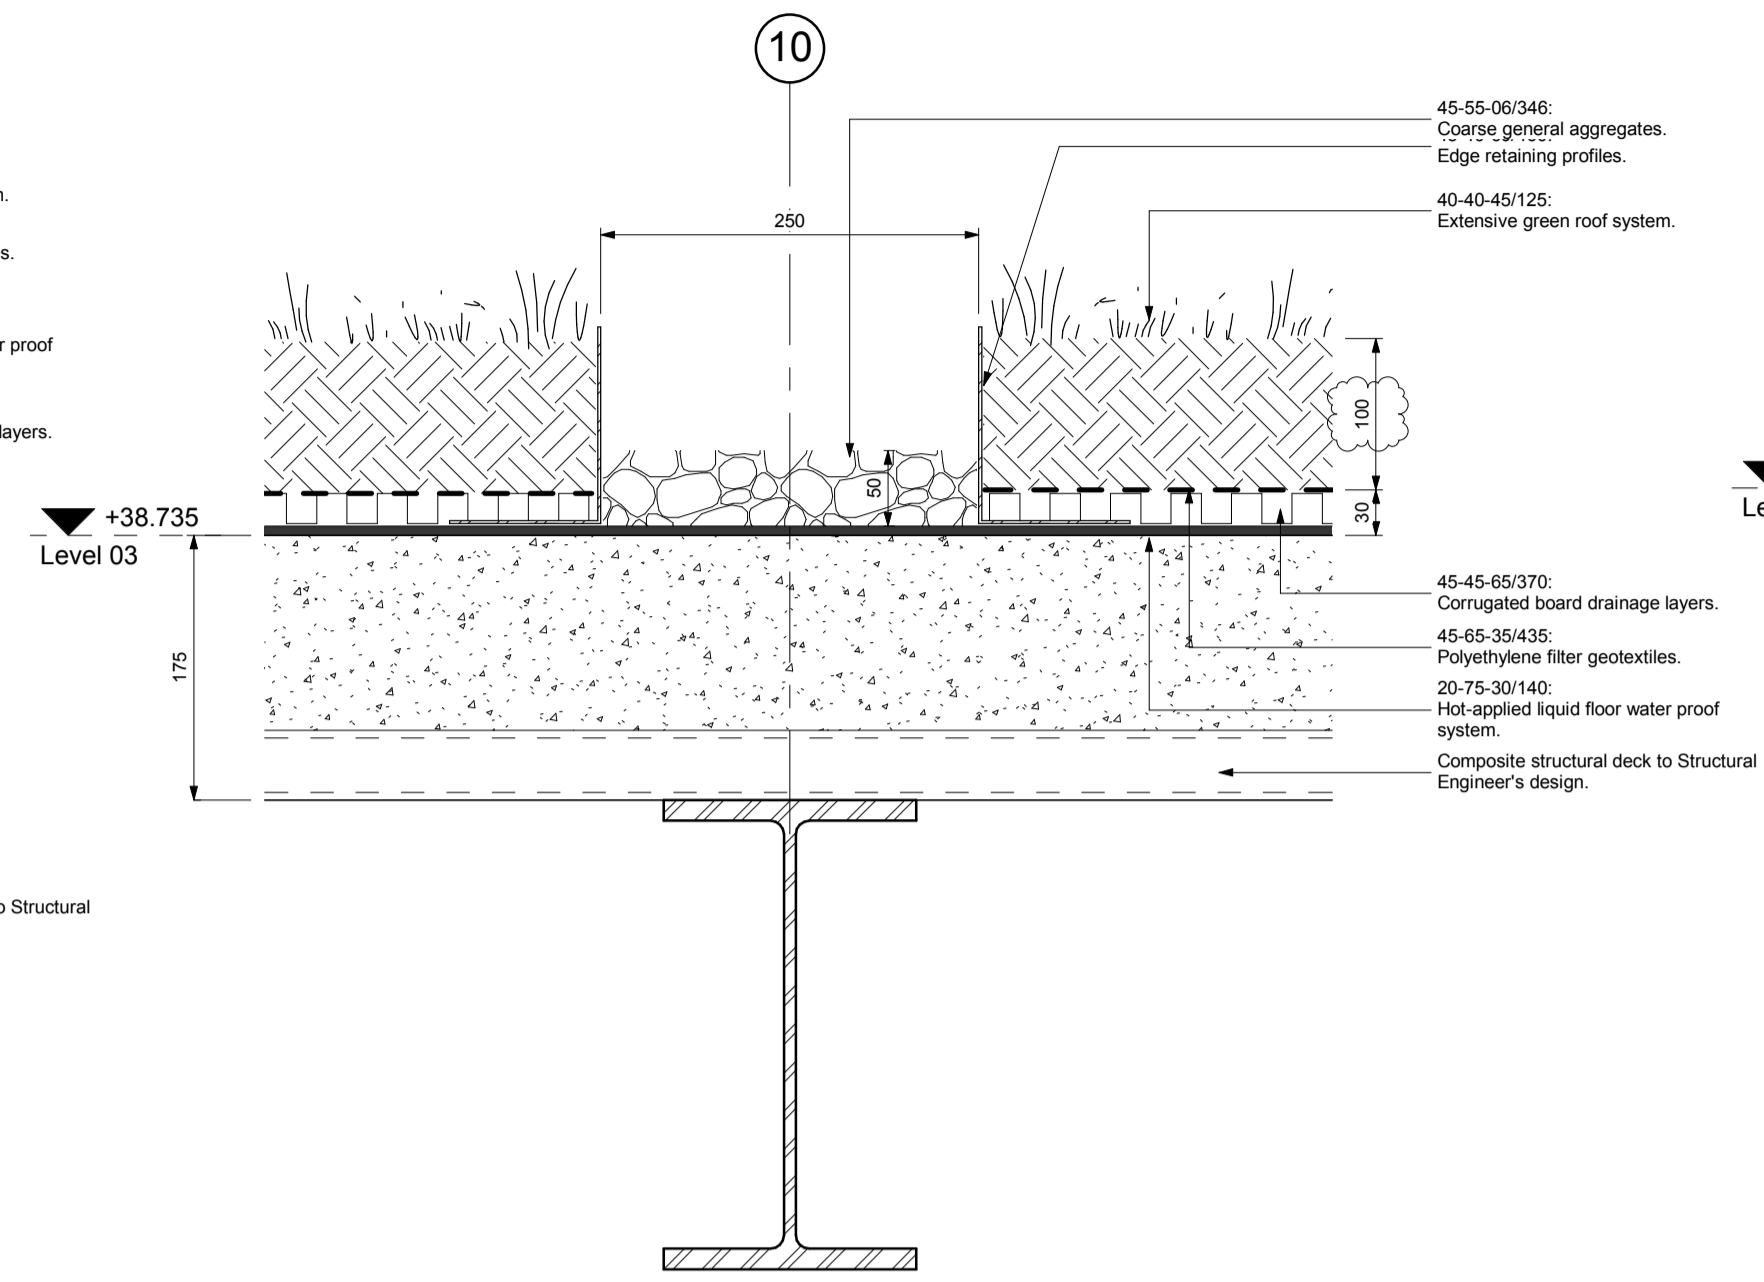 10
45-55-06/346:
Coarse general aggregates.
Edge retaining profiles.
40-40-45/125:
Extensive green roof system.
250
100
50
30
+38.735
Level 03
175
45-45-65/370:
Corrugated board drainage layers.
45-65-35/435:
Polyethylene filter geotextiles.
20-75-30/140:
Hot-applied liquid floor water proof
system.
Composite structural deck to Structural
Engineer's design.
proof
layers.
Structural